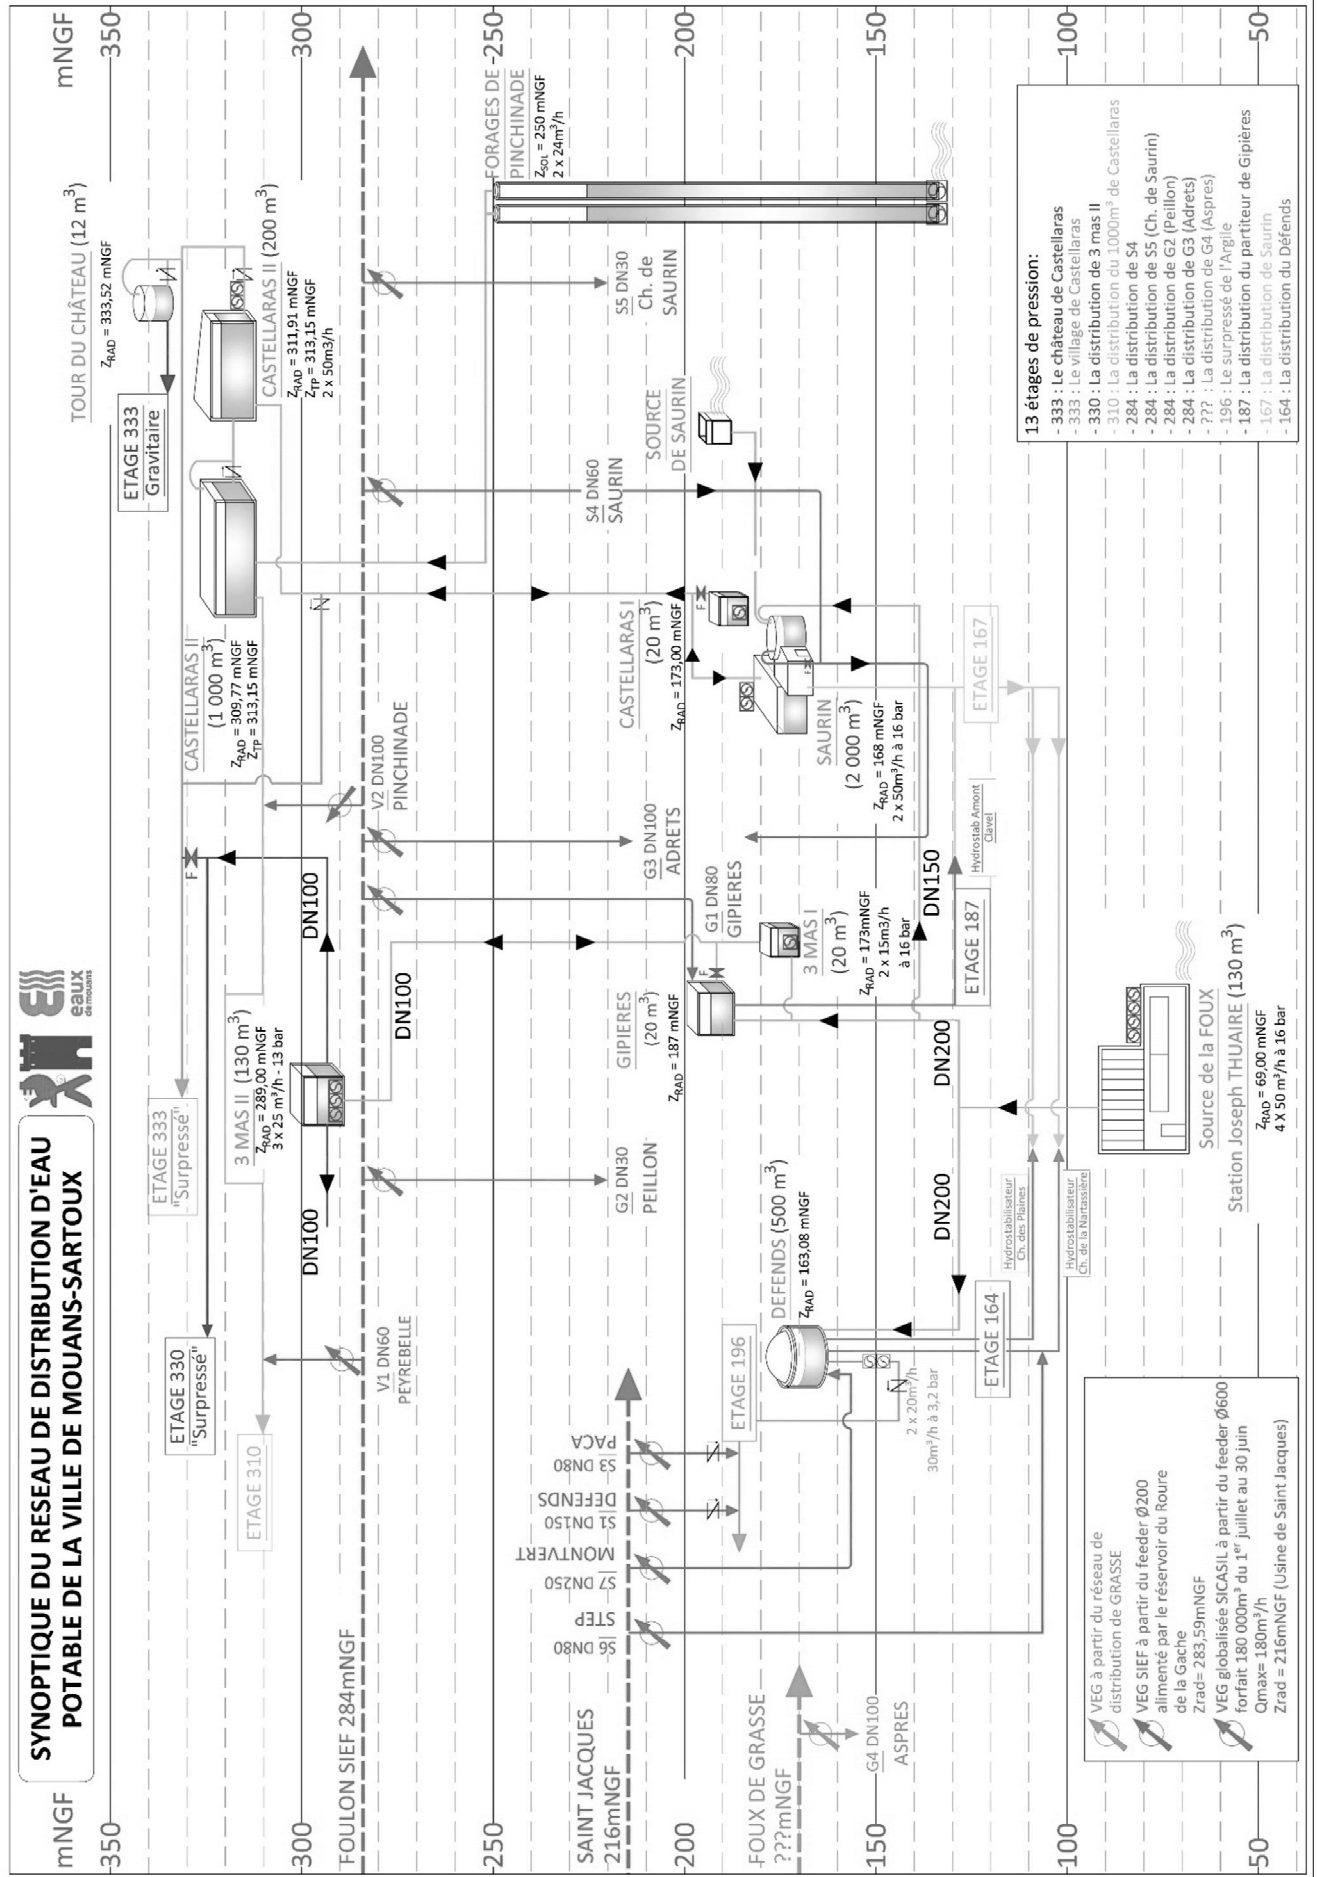 SYNOPTIQUE DU RESEAU DE DISTRIBUTION D'EAU
POTABLE DE LA VILLE DE MOUANS-SARTOUX
eaux
de mouans
mNGF
350
300
250
200
150
100
50
mNGF
350
300
250
200
150
100
50
TOUR DU CHÂTEAU (12 m³)
ZRAD = 333,52 mNGF
ETAGE 333
Gravitaire
CASTELLARAS II (200 m³)
ZRAD = 311,91 mNGF
ZTP = 313,15 mNGF
2 x 50m3/h
CASTELLARAS II
(1 000 m³)
ZRAD = 309,77 mNGF
ZTP = 313,15 mNGF
ETAGE 333
"Surpressé"
ETAGE 330
"Surpressé"
ETAGE 310
3 MAS II (130 m³)
ZRAD = 289,00 mNGF
3 x 25 m³/h - 13 bar
DN100
DN100
DN100
F
N
FOULON SIEF 284mNGF
V1 DN60
PEYREBELLE
G2 DN30
PEILLON
G3 DN100
ADRETS
V2 DN100
PINCHINADE
S4 DN60
SAURIN
S5 DN30
Ch. de
SAURIN
FORAGES DE
PINCHINADE
ZSOL = 250 mNGF
2 x 24m³/h
SOURCE
DE SAURIN
CASTELLARAS I
(20 m³)
ZRAD = 173,00 mNGF
F
SAURIN
(2 000 m³)
ZRAD = 168 mNGF
2 x 50m³/h à 16 bar
G1 DN80
GIPIERES
GIPIERES
(20 m³)
ZRAD = 187 mNGF
F
3 MAS I
(20 m³)
ZRAD = 173mNGF
2 x 15m3/h
à 16 bar
DN150
DN200
DN200
ETAGE 167
ETAGE 187
Hydrostab Amont
Clavel
SAINT JACQUES
216mNGF
S6 DN80
STEP
S7 DN250
MONTVERT
S1 DN150
DEFENDS
S3 DN80
PACA
ETAGE 196
DEFENDS (500 m³)
ZRAD = 163,08 mNGF
N
2 x 20m³/h
30m³/h à 3,2 bar
ETAGE 164
Hydrostabilisateur
Ch. des Plaines
Hydrostabilisateur
Ch. de la Nartassière
FOUX DE GRASSE
???mNGF
G4 DN100
ASPRES
Source de la FOUX
Station Joseph THUAIRE (130 m³)
ZRAD = 69,00 mNGF
4 X 50 m³/h à 16 bar
VEG à partir du réseau de
distribution de GRASSE
VEG SIEF à partir du feeder Ø200
alimenté par le réservoir du Roure
de la Gache
Zrad= 283,59mNGF
VEG globalisée SICASIL à partir du feeder Ø600
forfait 180 000m³ du 1er juillet au 30 juin
Qmax= 180m³/h
Zrad = 216mNGF (Usine de Saint Jacques)
13 étages de pression:
- 333 : Le château de Castellaras
- 333 : Le village de Castellaras
- 330 : La distribution de 3 mas II
- 310 : La distribution du 1000m³ de Castellaras
- 284 : La distribution de S4
- 284 : La distribution de S5 (Ch. de Saurin)
- 284 : La distribution de G2 (Peillon)
- 284 : La distribution de G3 (Adrets)
- ??? : La distribution de G4 (Aspres)
- 196 : Le surpressé de l'Argile
- 187 : La distribution du partiteur de Gipières
- 167 : La distribution de Saurin
- 164 : La distribution du Défends